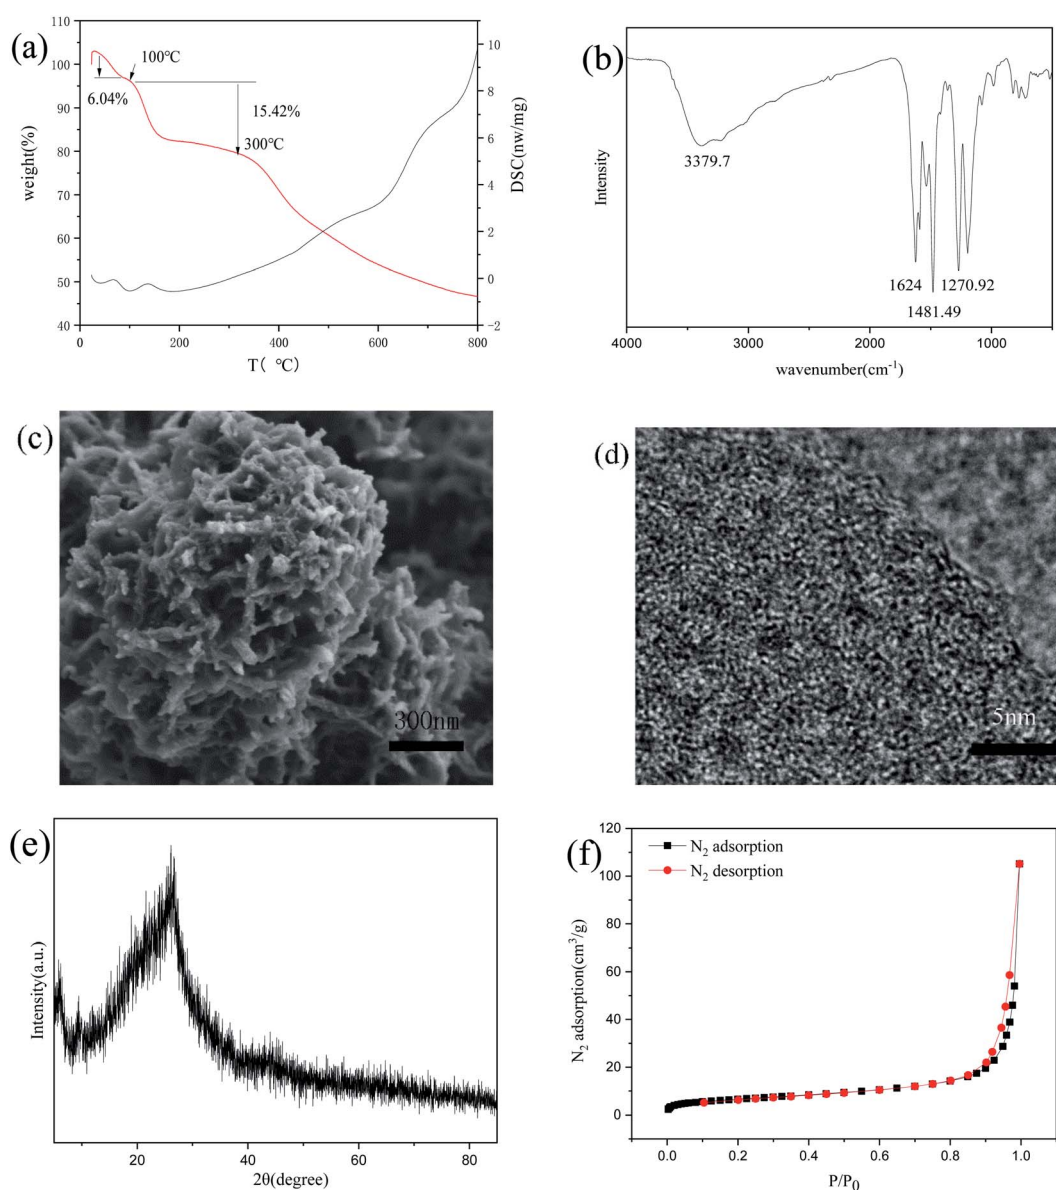 (a)
110
100
90
80
70
60
50
40
weight(%)
100℃
6.04%
15.42%
300℃
10
8
6
4
2
0
-2
DSC(nw/mg)
0
200
400
600
800
T( ℃)
(b)
Intensity
3379.7
1624
1270.92
1481.49
4000
3000
2000
1000
wavenumber(cm⁻¹)
(c)
300nm
(d)
5nm
(e)
Intensity(a.u.)
20
40
60
80
2θ(degree)
(f)
N₂ adsorption
N₂ desorption
120
100
80
60
40
20
0
N₂ adsorption(cm³/g)
0.0
0.2
0.4
0.6
0.8
1.0
P/P₀